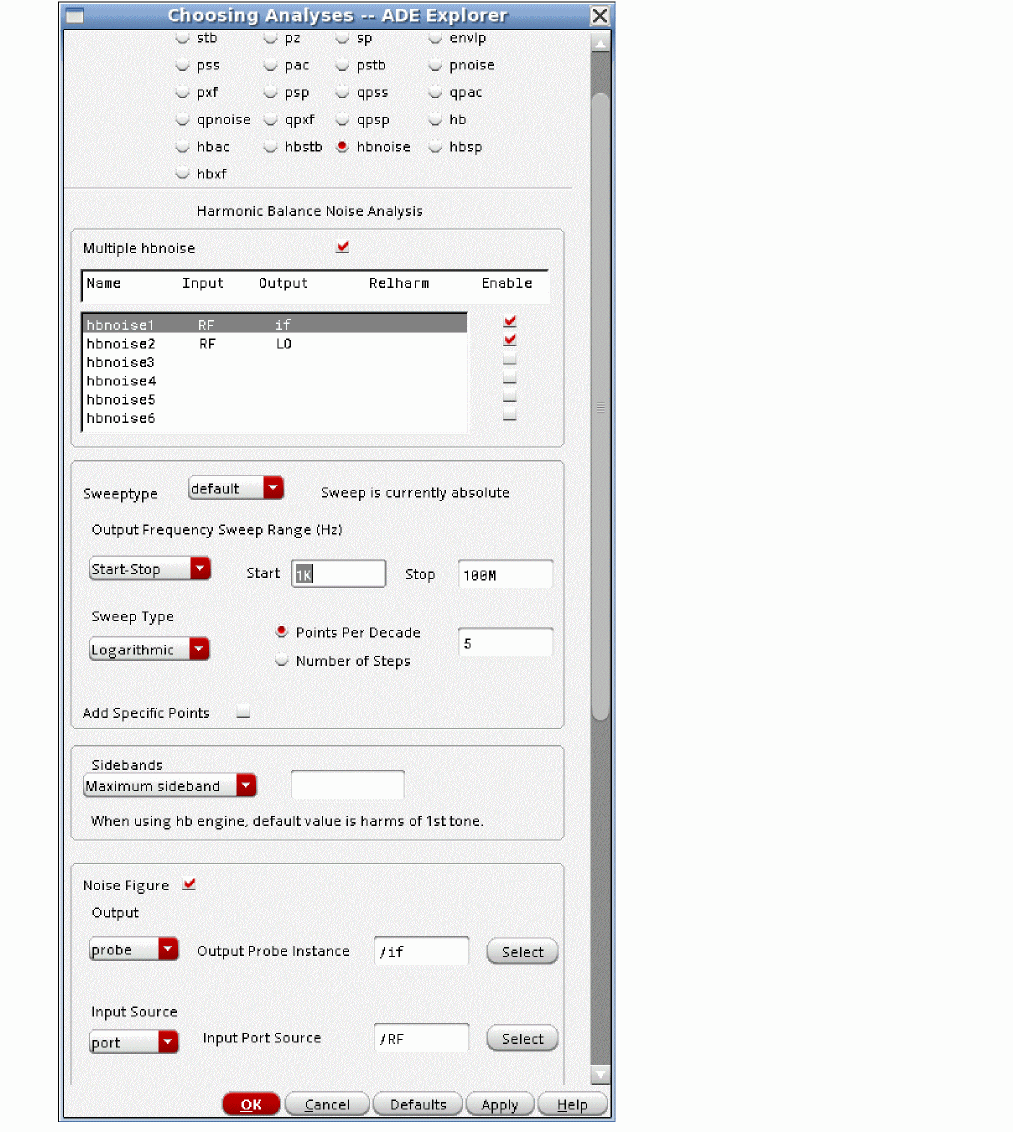 Choosing Analyses -- ADE Explorer
stb pz sp envlp
pss pac pstb pnoise
pxf psp qpss qpac
qpnoise qpxf qpsp hb
hbac hbstb hbnoise hbsp
hbxf
Harmonic Balance Noise Analysis
Multiple hbnoise
Name Input Output Relharm Enable
hbnoise1 RF if
hbnoise2 RF LO
hbnoise3
hbnoise4
hbnoise5
hbnoise6
Sweeptype default Sweep is currently absolute
Output Frequency Sweep Range (Hz)
Start-Stop Start 1K Stop 100M
Sweep Type
Logarithmic Points Per Decade 5
Number of Steps
Add Specific Points
Sidebands
Maximum sideband
When using hb engine, default value is harms of 1st tone.
Noise Figure
Output
probe Output Probe Instance /if Select
Input Source
port Input Port Source /RF Select
OK Cancel Defaults Apply Help